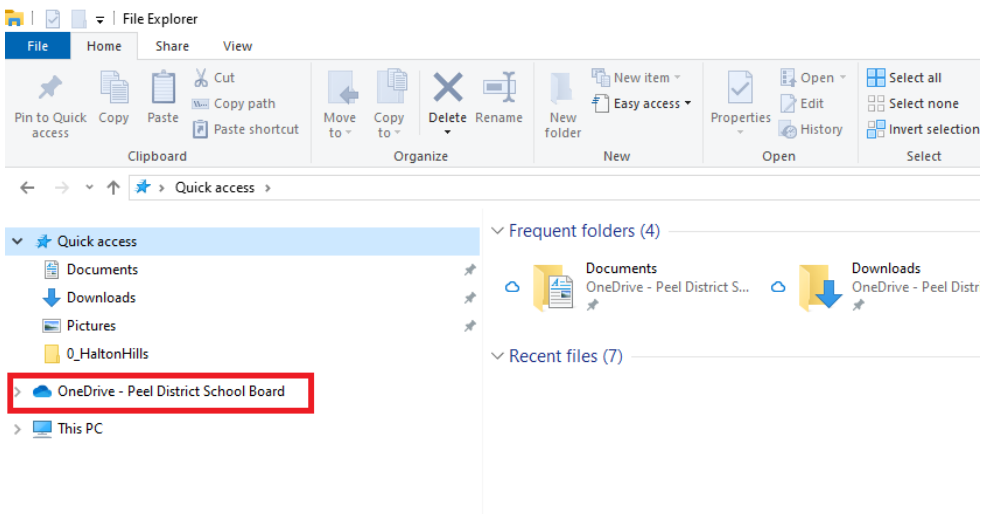 File Explorer
File Home Share View
Pin to Quick access
Copy
Paste
Cut
Copy path
Paste shortcut
Clipboard
Move to
Copy to
Delete
Rename
Organize
New folder
New item
Easy access
New
Properties
Open
Edit
History
Open
Select all
Select none
Invert selection
Select
Quick access
Quick access
Documents
Downloads
Pictures
0_HaltonHills
OneDrive - Peel District School Board
This PC
Frequent folders (4)
Documents
OneDrive - Peel District S...
Downloads
OneDrive - Peel Distr
Recent files (7)